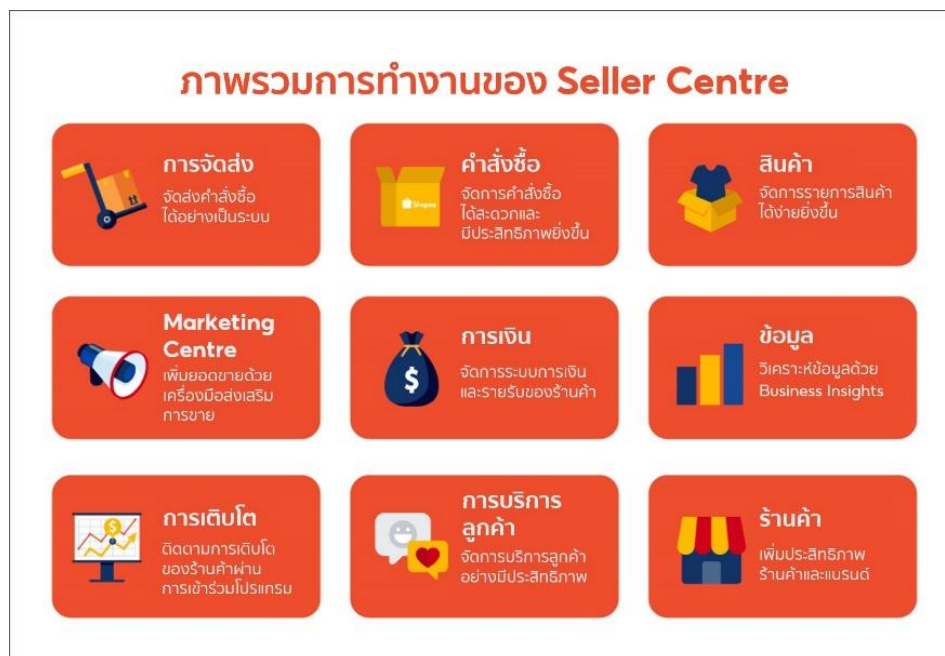 ภาพรวมการทำงานของ Seller Centre
การจัดส่ง
จัดส่งคำสั่งซื้อ
ได้อย่างเป็นระบบ
คำสั่งซื้อ
จัดการคำสั่งซื้อ
ได้สะดวกและ
มีประสิทธิภาพยิ่งขึ้น
Shopee
สินค้า
จัดการรายการสินค้า
ได้ง่ายยิ่งขึ้น
Marketing
Centre
เพิ่มยอดขายด้วย
เครื่องมือส่งเสริม
การขาย
การเงิน
จัดการระบบการเงิน
และรายรับของร้านค้า
$
ข้อมูล
วิเคราะห์ข้อมูลด้วย
Business Insights
การเติบโต
ติดตามการเติบโต
ของร้านค้าผ่าน
การเข้าร่วมโปรแกรม
$
การบริการ
ลูกค้า
จัดการบริการลูกค้า
อย่างมีประสิทธิภาพ
ร้านค้า
เพิ่มประสิทธิภาพ
ร้านค้าและแบรนด์